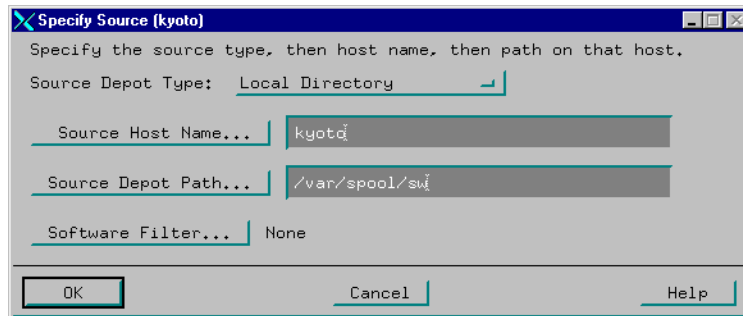 Specify Source (kyoto)
Specify the source type, then host name, then path on that host.
Source Depot Type: Local Directory
Source Host Name... kyoto
Source Depot Path... /var/spool/sw
Software Filter... None
OK Cancel Help